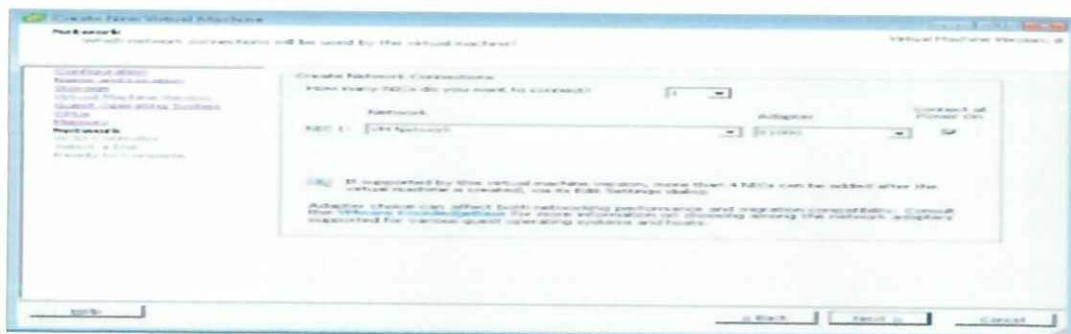 Create New Virtual Machine
Network
Which network connections will be used by the virtual machine?
Virtual Machine Version: 8
Configuration
Name and Location
Storage
Virtual Machine Version
Guest Operating System
CPUs
Memory
Network
SCSI Controller
Select a Disk
Ready to Complete
Create Network Connections
How many NICs do you want to connect?
1
Network
Adapter
Connect at
Power On
NIC 1:
VM Network
E1000
If supported by this virtual machine version, more than 4 NICs can be added after the
virtual machine is created, via its Edit Settings dialog.
Adapter choice can affect both networking performance and migration compatibility. Consult
the VMware KnowledgeBase for more information on choosing among the network adapters
supported for various guest operating systems and hosts.
Help
< Back
Next >
Cancel